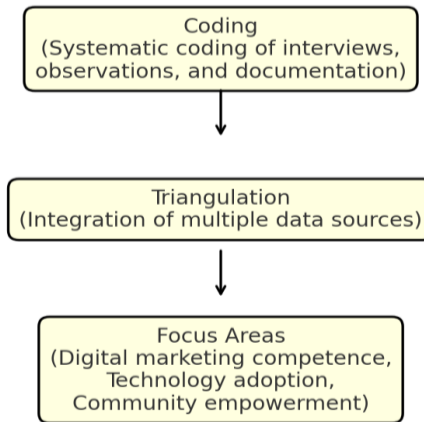 Coding
(Systematic coding of interviews,
observations, and documentation)
Triangulation
(Integration of multiple data sources)
Focus Areas
(Digital marketing competence,
Technology adoption,
Community empowerment)